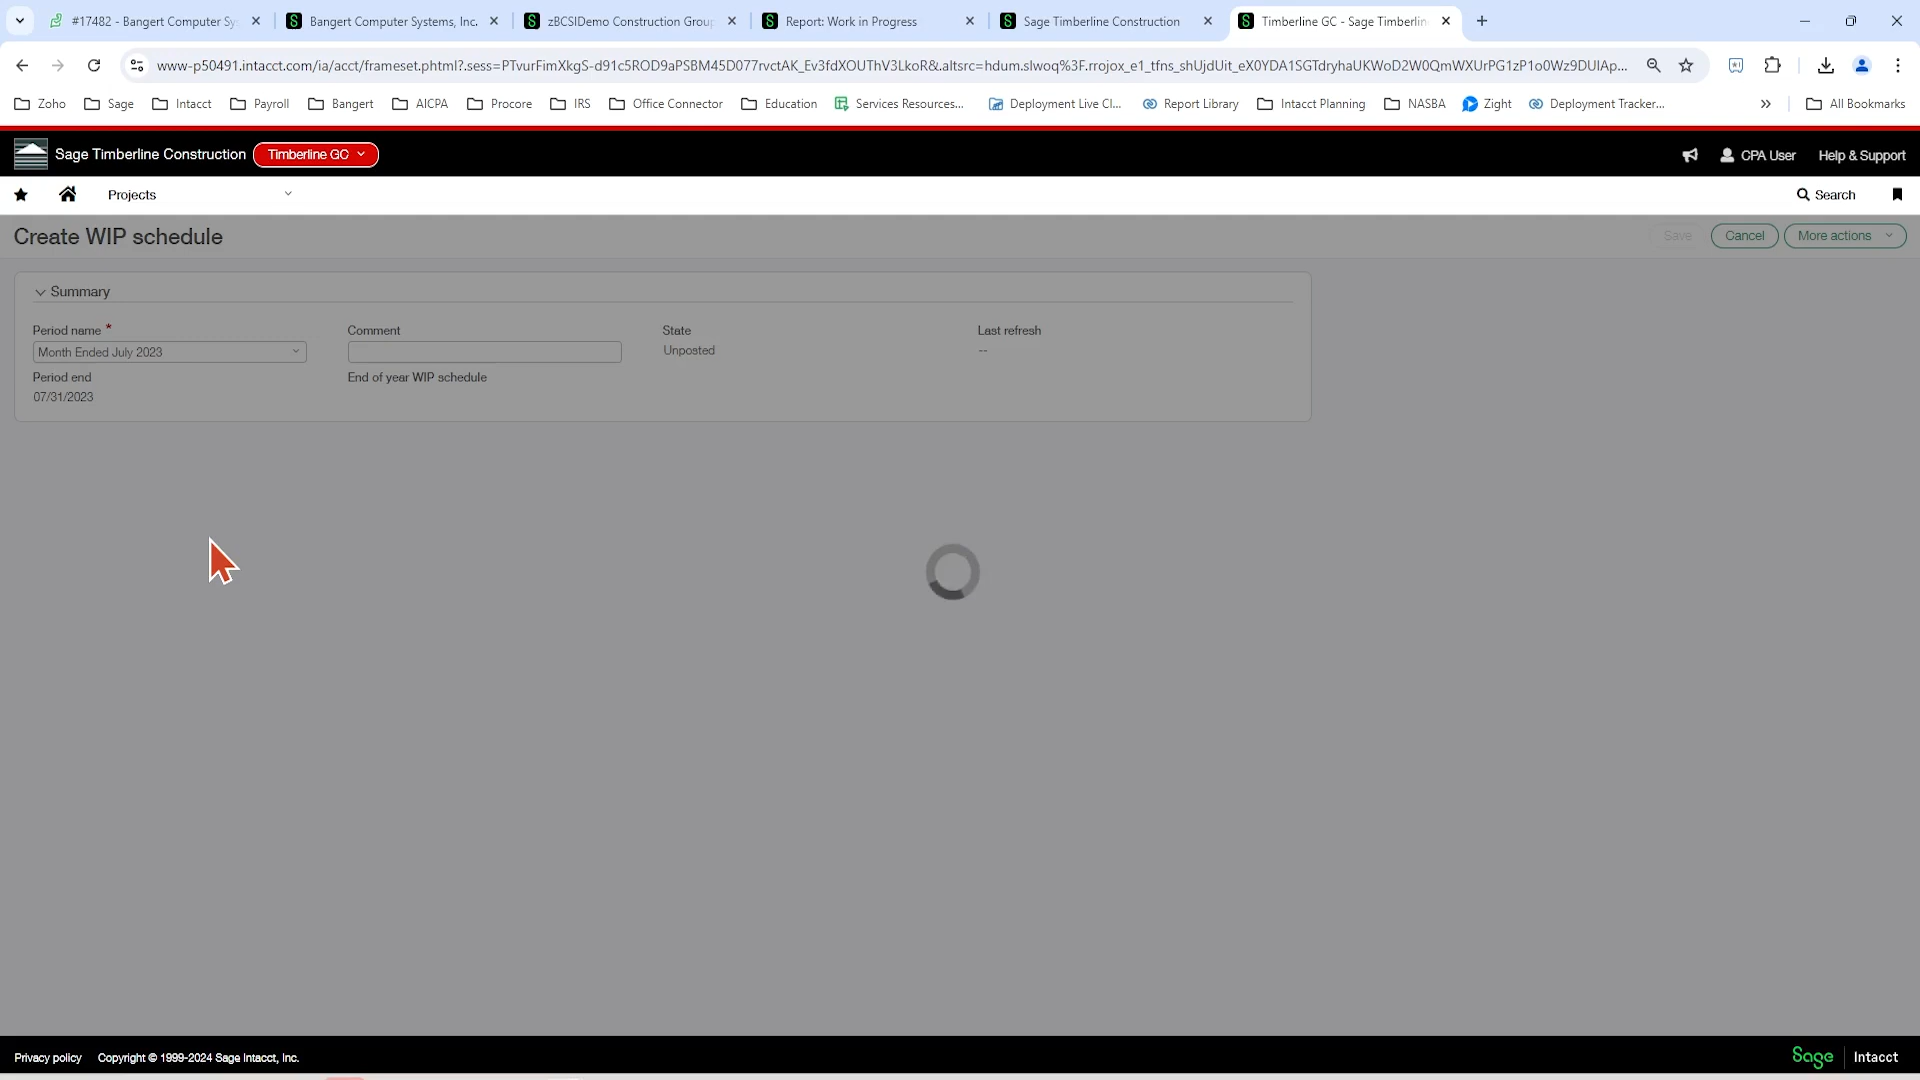 #17482 - Bangert Computer Sy
Bangert Computer Systems, Inc.
zBCSIDemo Construction Group
Report: Work in Progress
Sage Timberline Construction
Timberline GC - Sage Timberlin
www-p50491.intacct.com/ia/acct/frameset.phtml?.sess=PTvurFimXkgS-d91c5ROD9aPSBM45D077rvctAK_Ev3fdXOUThV3LkoR&.altsrc=hdum.slwoq%3F.rrojox_e1_tfns_shUjdUit_eX0YDA1SGTdryhaUKWoD2W0QmWXUrPG1zP1o0Wz9DUIAp...
Zoho Sage Intacct Payroll Bangert AICPA Procore IRS Office Connector Education Services Resources... Deployment Live Cl... Report Library Intacct Planning NASBA Zight Deployment Tracker... All Bookmarks
Sage Timberline Construction Timberline GC CPA User Help & Support
Projects Search
Create WIP schedule Save Cancel More actions
Summary
Period name * Comment State Last refresh
Month Ended July 2023 Unposted --
Period end End of year WIP schedule
07/31/2023
Privacy policy Copyright © 1999-2024 Sage Intacct, Inc. Sage Intacct